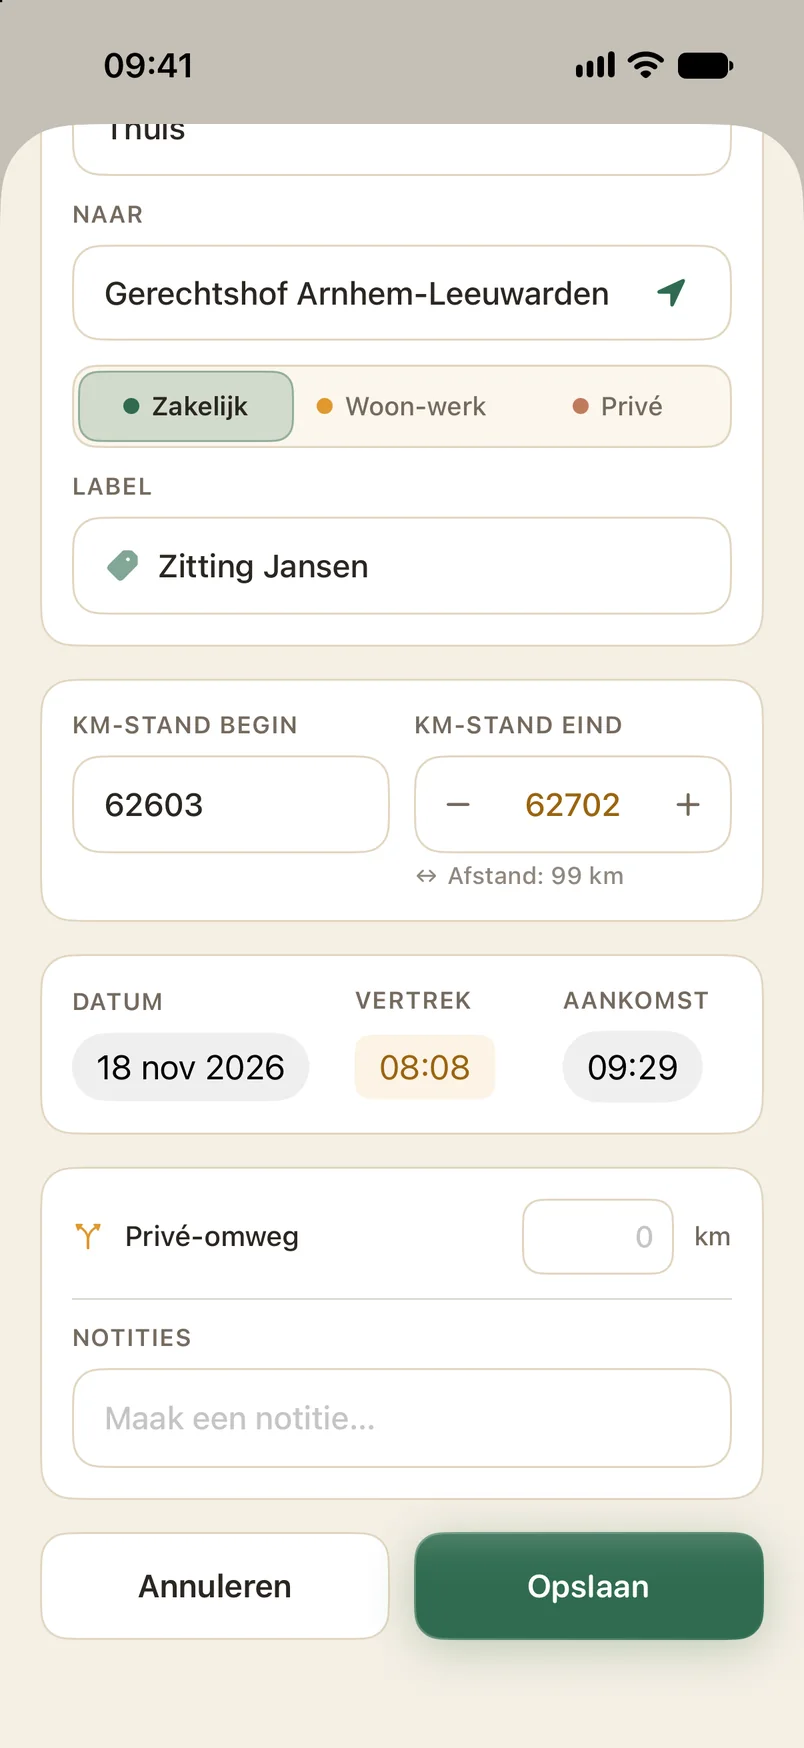 09:41
Thuis
NAAR
Gerechtshof Arnhem-Leeuwarden
Zakelijk Woon-werk Privé
LABEL
Zitting Jansen
KM-STAND BEGIN KM-STAND EIND
62603 − 62702 +
↔ Afstand: 99 km
DATUM VERTREK AANKOMST
18 nov 2026 08:08 09:29
Privé-omweg 0 km
NOTITIES
Maak een notitie...
Annuleren Opslaan